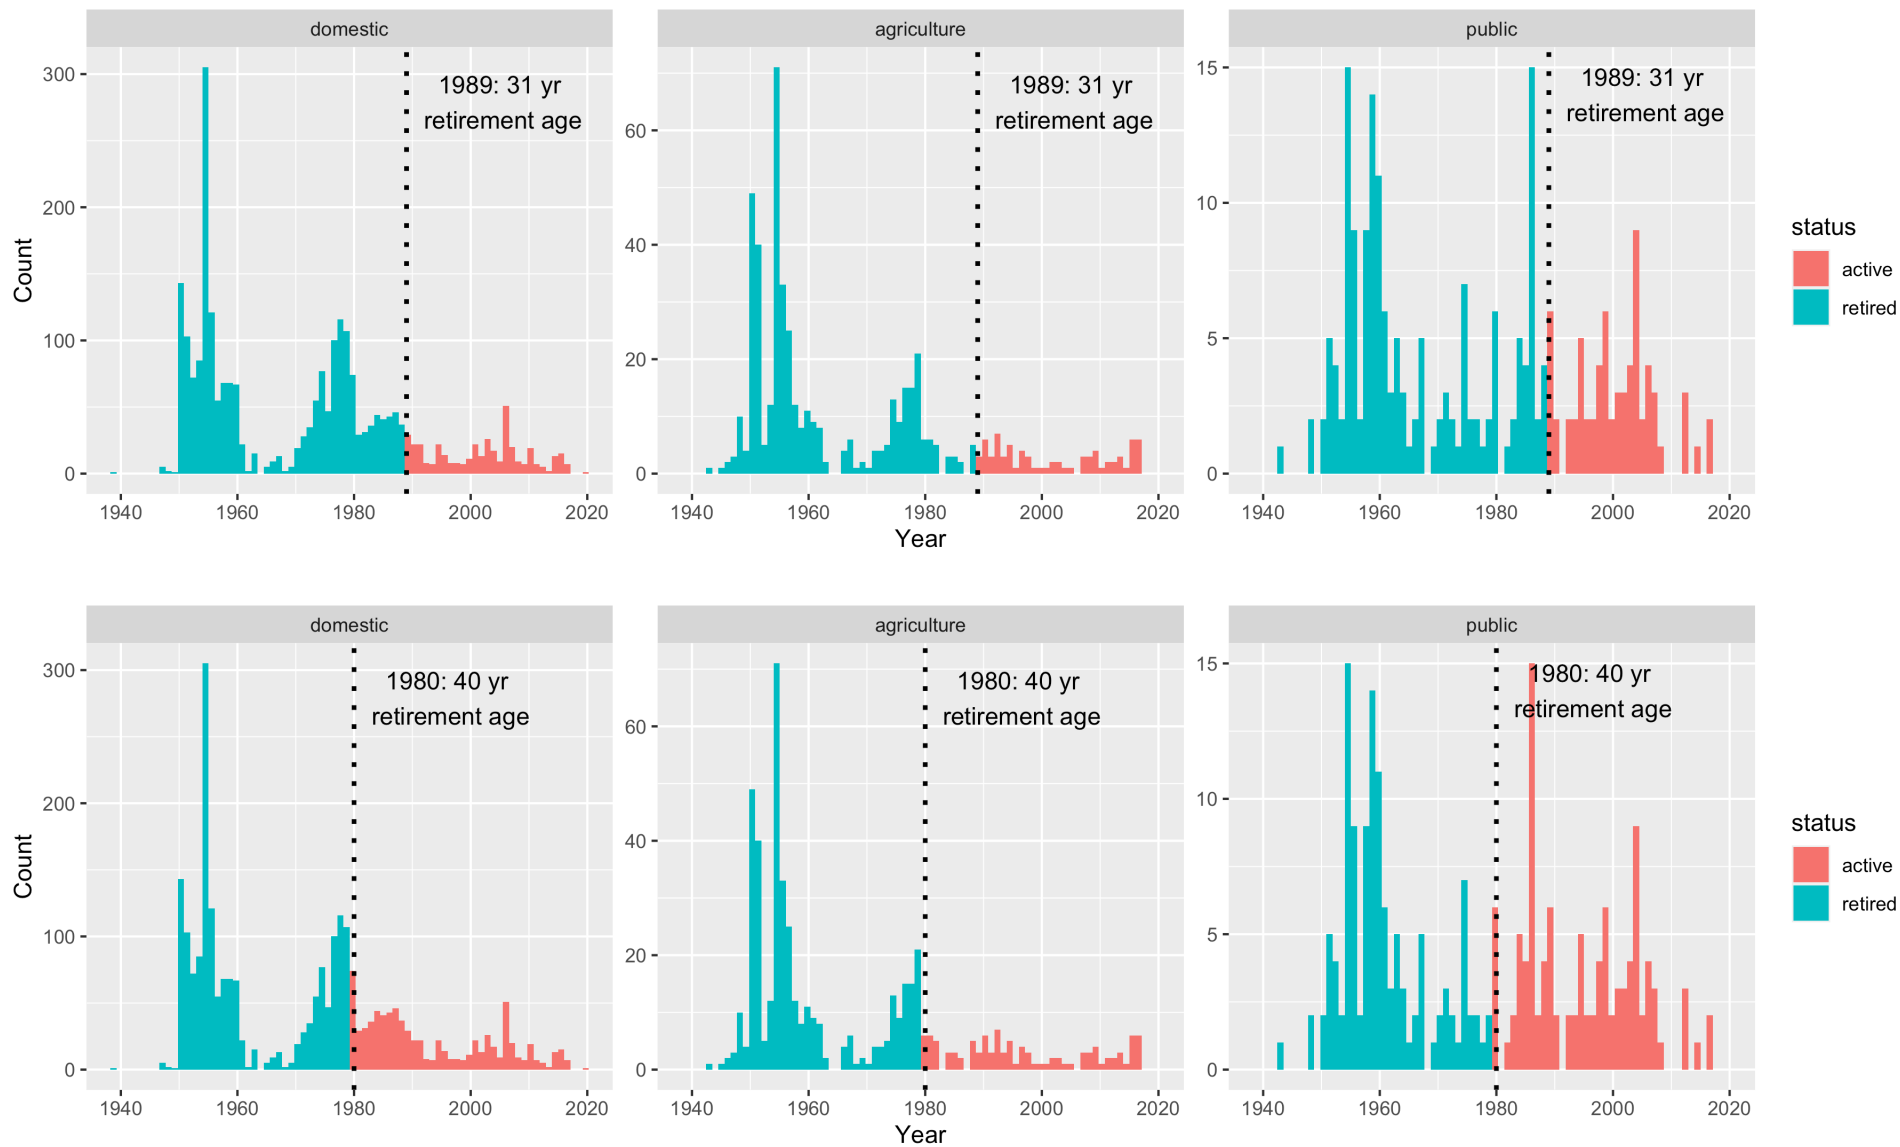 domestic
agriculture
public
300
200
100
0
60
40
20
0
15
10
5
0
1989: 31 yr
retirement age
1989: 31 yr
retirement age
1989: 31 yr
retirement age
1940 1960 1980 2000 2020
1940 1960 1980 2000 2020
1940 1960 1980 2000 2020
Count
Year
status
active
retired
domestic
agriculture
public
300
200
100
0
60
40
20
0
15
10
5
0
1980: 40 yr
retirement age
1980: 40 yr
retirement age
1980: 40 yr
retirement age
1940 1960 1980 2000 2020
1940 1960 1980 2000 2020
1940 1960 1980 2000 2020
Count
Year
status
active
retired